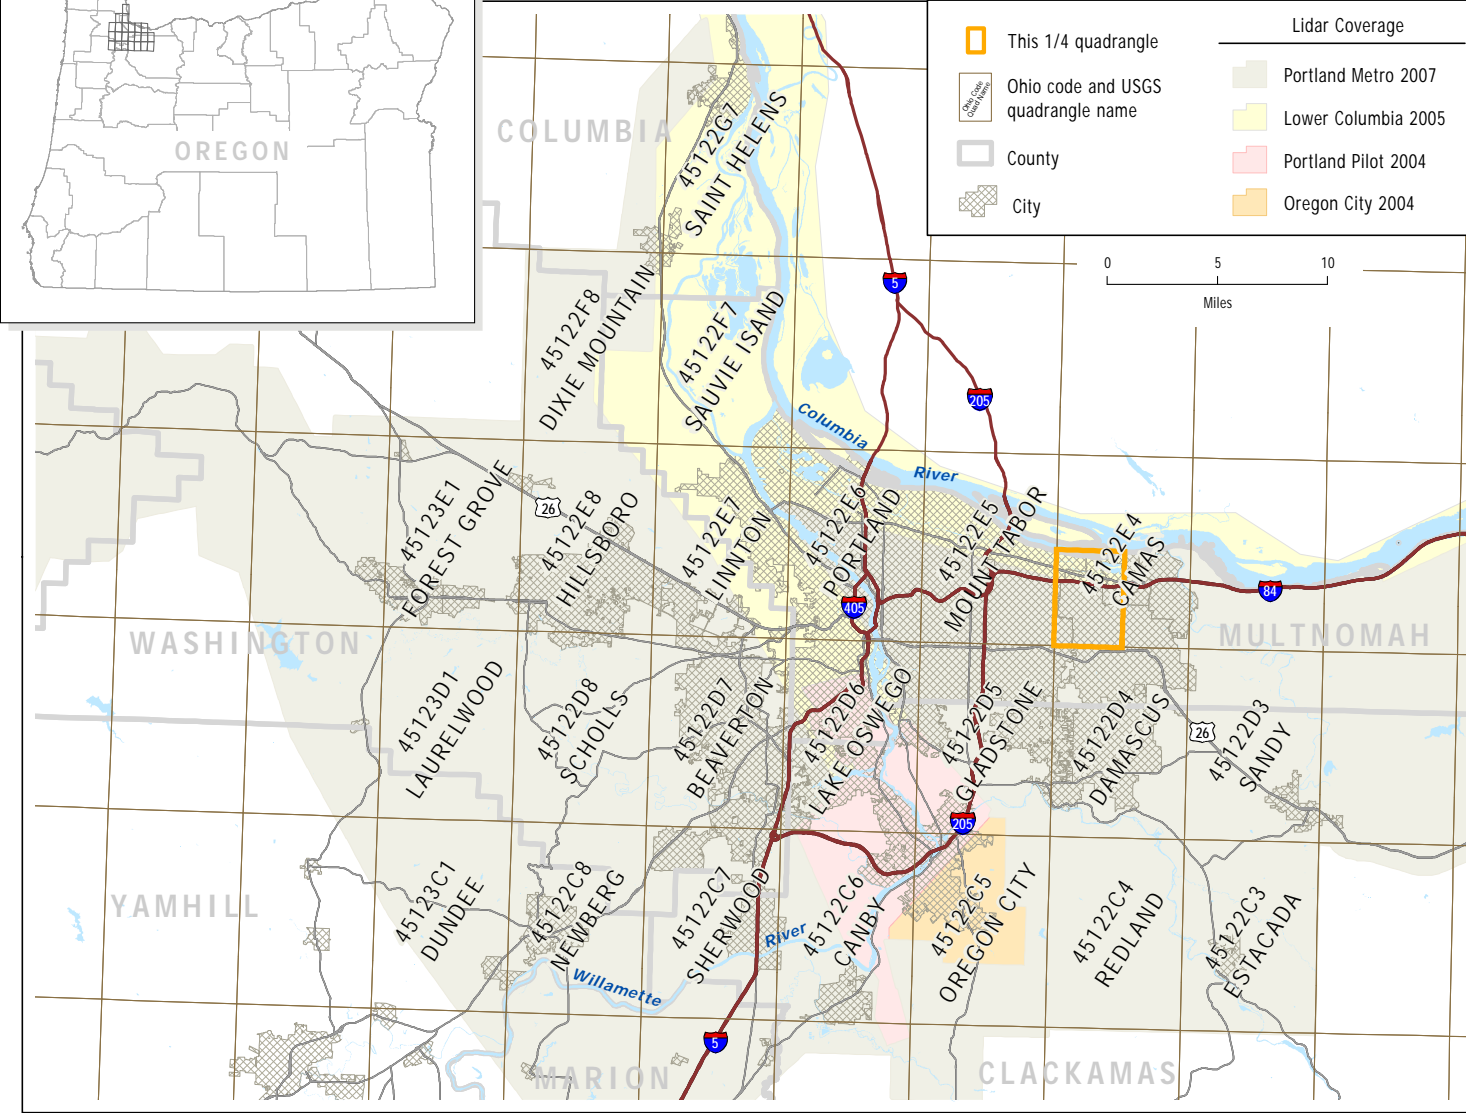 OREGON
This 1/4 quadrangle
Ohio Code
Quad Name
Ohio code and USGS
quadrangle name
County
City
Lidar Coverage
Portland Metro 2007
Lower Columbia 2005
Portland Pilot 2004
Oregon City 2004
0 5 10
Miles
COLUMBIA
45122G7
SAINT HELENS
5
45122F8
DIXIE MOUNTAIN
45122F7
SAUVIE ISAND
205
Columbia
River
45123E1
FOREST GROVE
26
45122E8
HILLSBORO
45122E7
LINNTON
45122E6
PORTLAND
45122E5
MOUNT TABOR
45122E4
CAMAS
405
84
WASHINGTON
MULTNOMAH
45123D1
LAURELWOOD
45122D8
SCHOLLS
45122D7
BEAVERTON
45122D6
LAKE OSWEGO
45122D5
GLADSTONE
45122D4
DAMASCUS
26
45122D3
SANDY
205
YAMHILL
45123C1
DUNDEE
45122C8
NEWBERG
45122C7
SHERWOOD
45122C6
CANBY
45122C5
OREGON CITY
45122C4
REDLAND
45122C3
ESTACADA
River
Willamette
5
MARION
CLACKAMAS